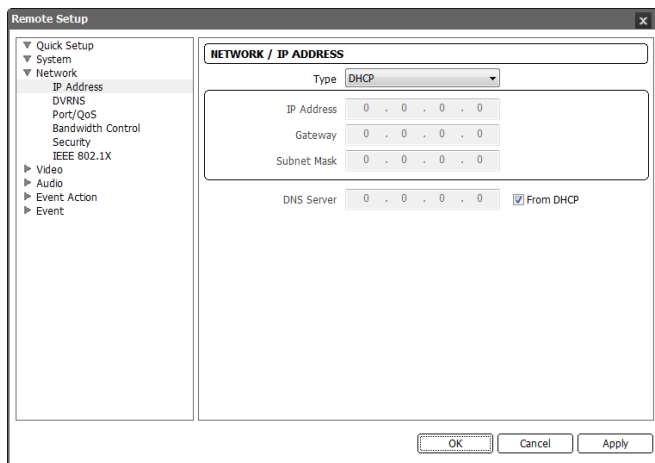 Remote Setup
x
Quick Setup
System
Network
IP Address
DVRNS
Port/QoS
Bandwidth Control
Security
IEEE 802.1X
Video
Audio
Event Action
Event
NETWORK / IP ADDRESS
Type DHCP
IP Address 0 . 0 . 0 . 0
Gateway 0 . 0 . 0 . 0
Subnet Mask 0 . 0 . 0 . 0
DNS Server 0 . 0 . 0 . 0 From DHCP
OK Cancel Apply